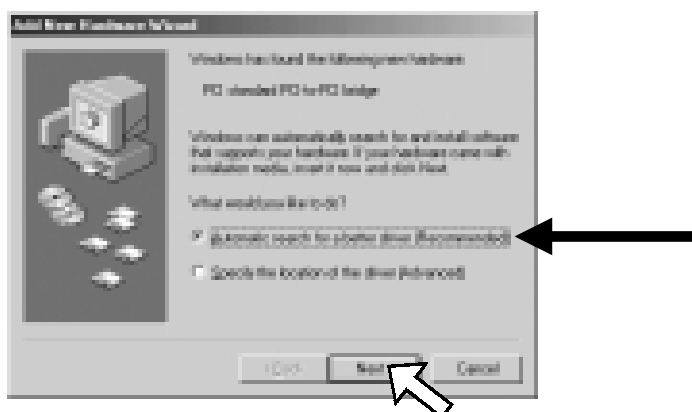 Add New Hardware Wizard
Windows has found the following new hardware:
PCI standard PCI-to-PCI bridge
Windows can automatically search for and install software
that supports your hardware. If your hardware came with
installation media, insert it now and click Next.
What would you like to do?
Automatic search for a better driver (Recommended)
Specify the location of the driver (Advanced)
< Back
Next
Cancel